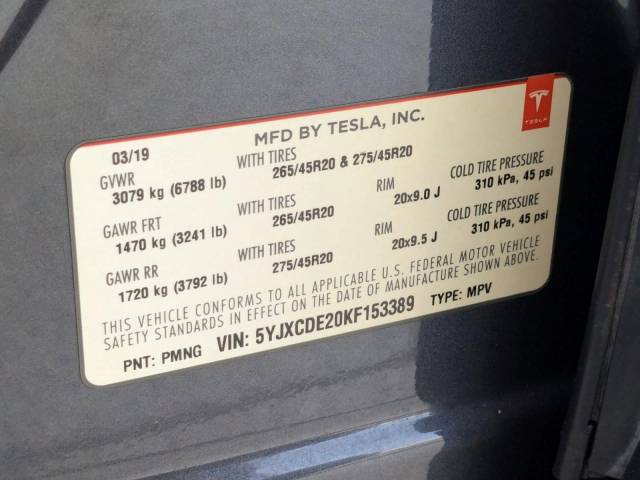 MFD BY TESLA, INC.
TESLA
03/19
GVWR
3079 kg (6788 lb)
WITH TIRES
265/45R20 & 275/45R20
COLD TIRE PRESSURE
310 kPa, 45 psi
GAWR FRT
1470 kg (3241 lb)
WITH TIRES
265/45R20
RIM
20x9.0 J
COLD TIRE PRESSURE
310 kPa, 45 psi
GAWR RR
1720 kg (3792 lb)
WITH TIRES
275/45R20
RIM
20x9.5 J
THIS VEHICLE CONFORMS TO ALL APPLICABLE U.S. FEDERAL MOTOR VEHICLE
SAFETY STANDARDS IN EFFECT ON THE DATE OF MANUFACTURE SHOWN ABOVE.
PNT: PMNG VIN: 5YJXCDE20KF153389 TYPE: MPV